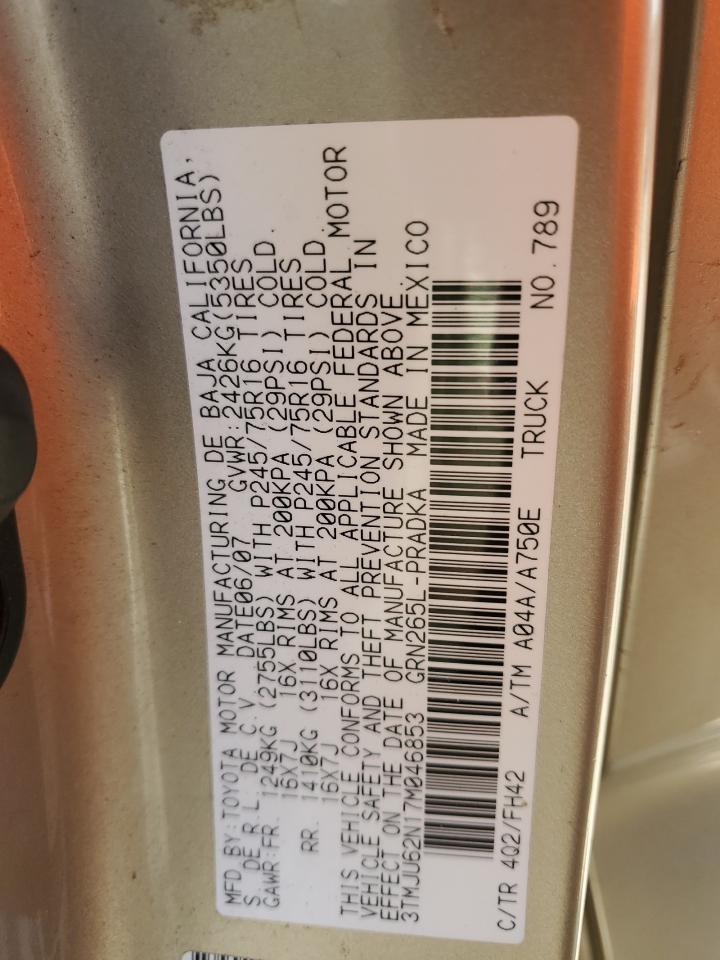 MFD BY:TOYOTA MOTOR MANUFACTURING DE BAJA CALIFORNIA,
S. DE R.L. DE C.V. DATE06/07 GVWR:2426KG(5350LBS)
GAWR:FR. 1249KG (2755LBS) WITH P245/75R16 TIRES
16X7J 16X RIMS AT 200KPA (29PSI) COLD.
RR. 1410KG (3110LBS) WITH P245/75R16 TIRES
16X7J 16X RIMS AT 200KPA (29PSI) COLD.
THIS VEHICLE CONFORMS TO ALL APPLICABLE FEDERAL MOTOR
VEHICLE SAFETY AND THEFT PREVENTION STANDARDS IN
EFFECT ON THE DATE OF MANUFACTURE SHOWN ABOVE.
3TMJU62N17M046853 GRN265L-PRADKA MADE IN MEXICO
C/TR 4Q2/FH42 A/TM A04A/A750E TRUCK NO.789